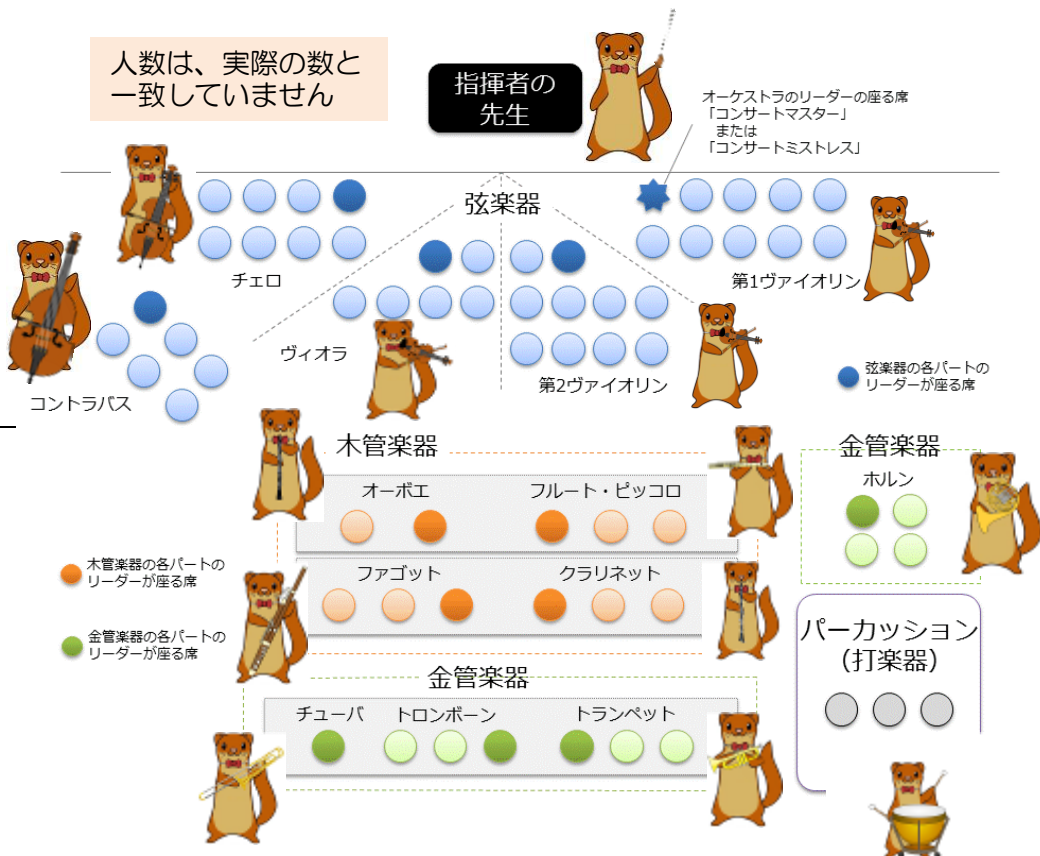 人数は、実際の数と
一致していません
指揮者の
先生
オーケストラのリーダーの座る席
「コンサートマスター」
または
「コンサートミストレス」
弦楽器
チェロ
第1ヴァイオリン
コントラバス
ヴィオラ
第2ヴァイオリン
弦楽器の各パートの
リーダーが座る席
木管楽器
オーボエ
フルート・ピッコロ
ファゴット
クラリネット
木管楽器の各パートの
リーダーが座る席
金管楽器の各パートの
リーダーが座る席
金管楽器
ホルン
パーカッション
(打楽器)
金管楽器
チューバ
トロンボーン
トランペット